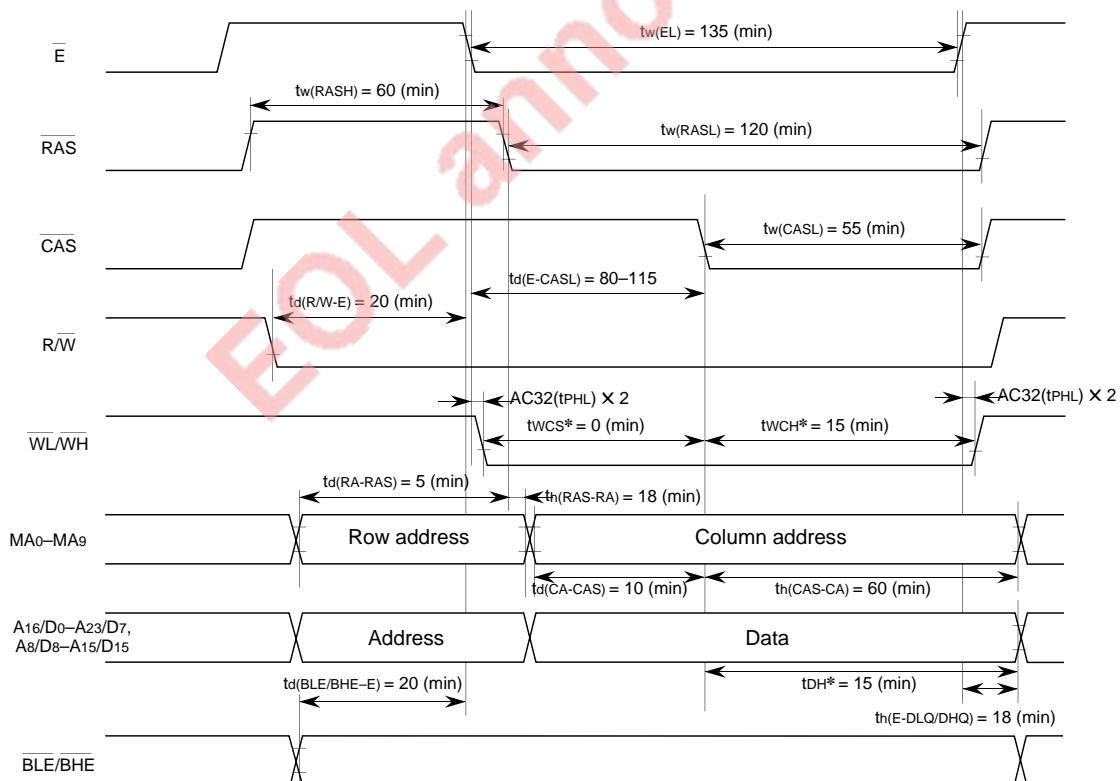 E
tw(EL) = 135 (min)
tw(RASH) = 60 (min)
RAS
tw(RASL) = 120 (min)
CAS
tw(CASL) = 55 (min)
td(E-CASL) = 80–115
td(R/W-E) = 20 (min)
R/W
AC32(tPHL) × 2
AC32(tPHL) × 2
WL/WH
tWCS* = 0 (min)
tWCH* = 15 (min)
td(RA-RAS) = 5 (min)
th(RAS-RA) = 18 (min)
MA0–MA9
Row address
Column address
td(CA-CAS) = 10 (min)
th(CAS-CA) = 60 (min)
A16/D0–A23/D7,
A8/D8–A15/D15
Address
Data
td(BLE/BHE–E) = 20 (min)
tDH* = 15 (min)
th(E-DLQ/DHQ) = 18 (min)
BLE/BHE
EOL anno